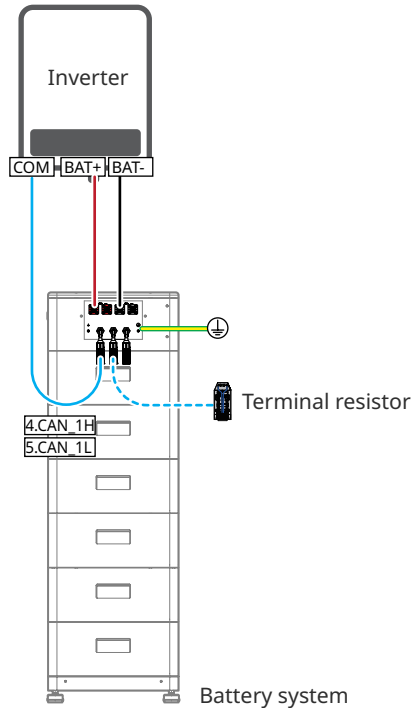 Inverter
COM BAT+ BAT-
Terminal resistor
4.CAN_1H
5.CAN_1L
Battery system